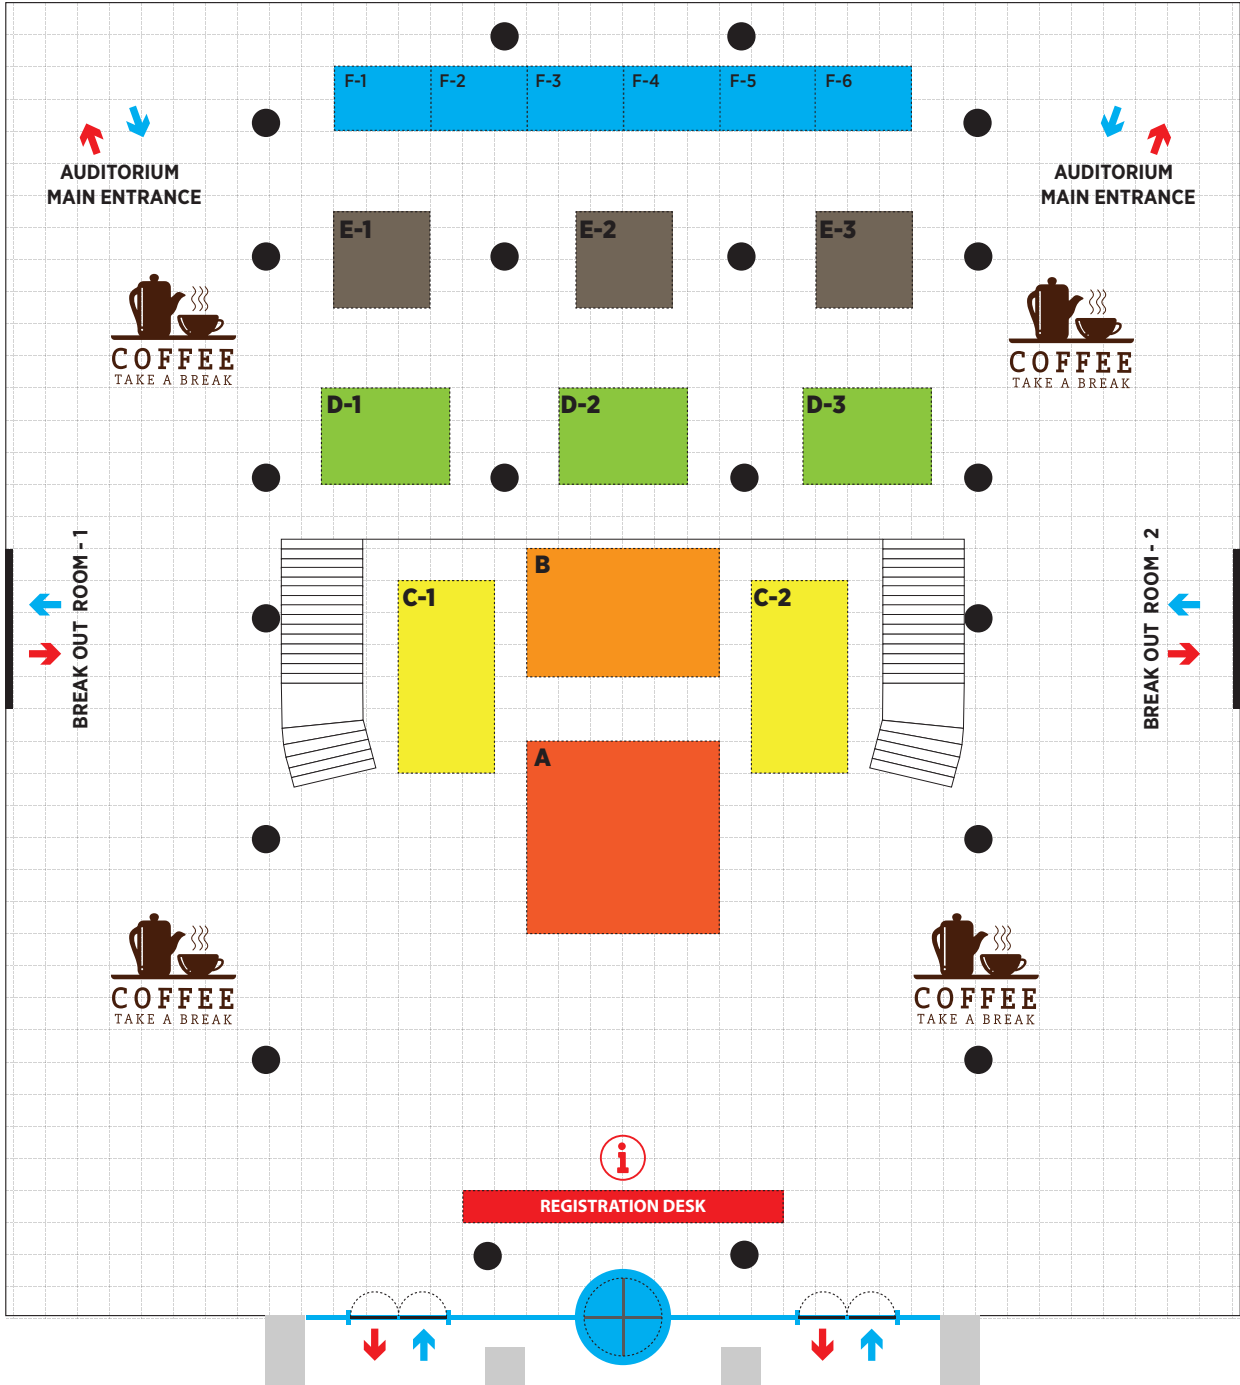 F-1
F-2
F-3
F-4
F-5
F-6
AUDITORIUM
MAIN ENTRANCE
AUDITORIUM
MAIN ENTRANCE
E-1
E-2
E-3
COFFEE
TAKE A BREAK
COFFEE
TAKE A BREAK
D-1
D-2
D-3
BREAK OUT ROOM - 1
B
C-1
C-2
BREAK OUT ROOM - 2
A
COFFEE
TAKE A BREAK
COFFEE
TAKE A BREAK
i
REGISTRATION DESK